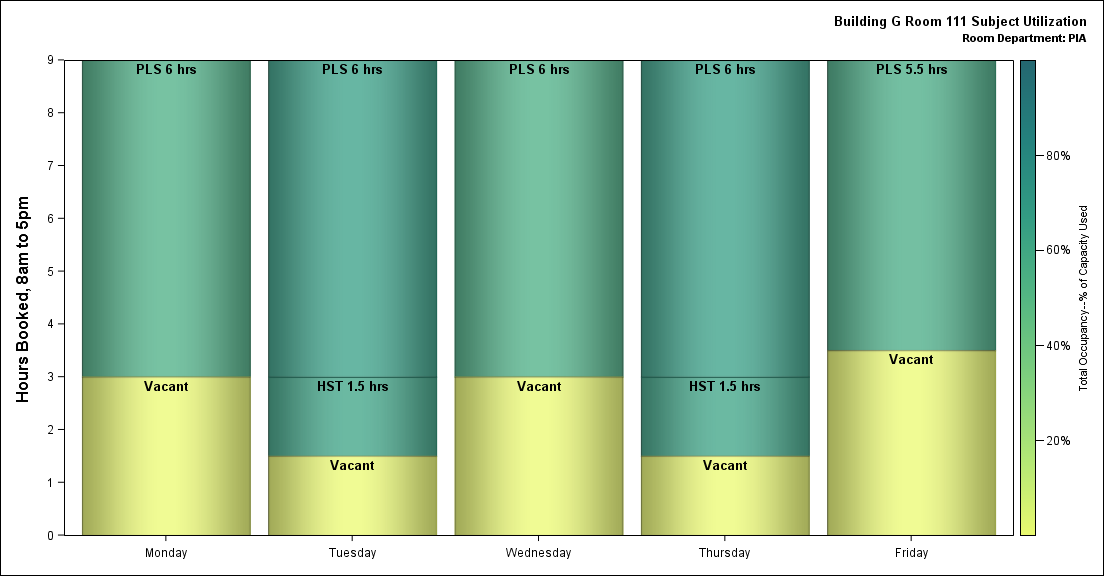 Building G Room 111 Subject Utilization
Room Department: PIA
Hours Booked, 8am to 5pm
9
8
7
6
5
4
3
2
1
0
PLS 6 hrs
Vacant
PLS 6 hrs
HST 1.5 hrs
Vacant
PLS 6 hrs
Vacant
PLS 6 hrs
HST 1.5 hrs
Vacant
PLS 5.5 hrs
Vacant
Monday
Tuesday
Wednesday
Thursday
Friday
80%
60%
40%
20%
Total Occupancy--% of Capacity Used